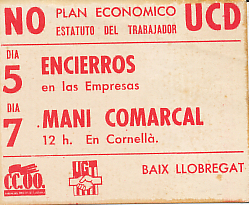 NO PLAN ECONOMICO UCD
ESTATUTO DEL TRABAJADOR
DIA
5 ENCIERROS
en las Empresas
DIA
7 MANI COMARCAL
12 h. En Cornellà.
CC.OO.
UGT
BAIX LLOBREGAT